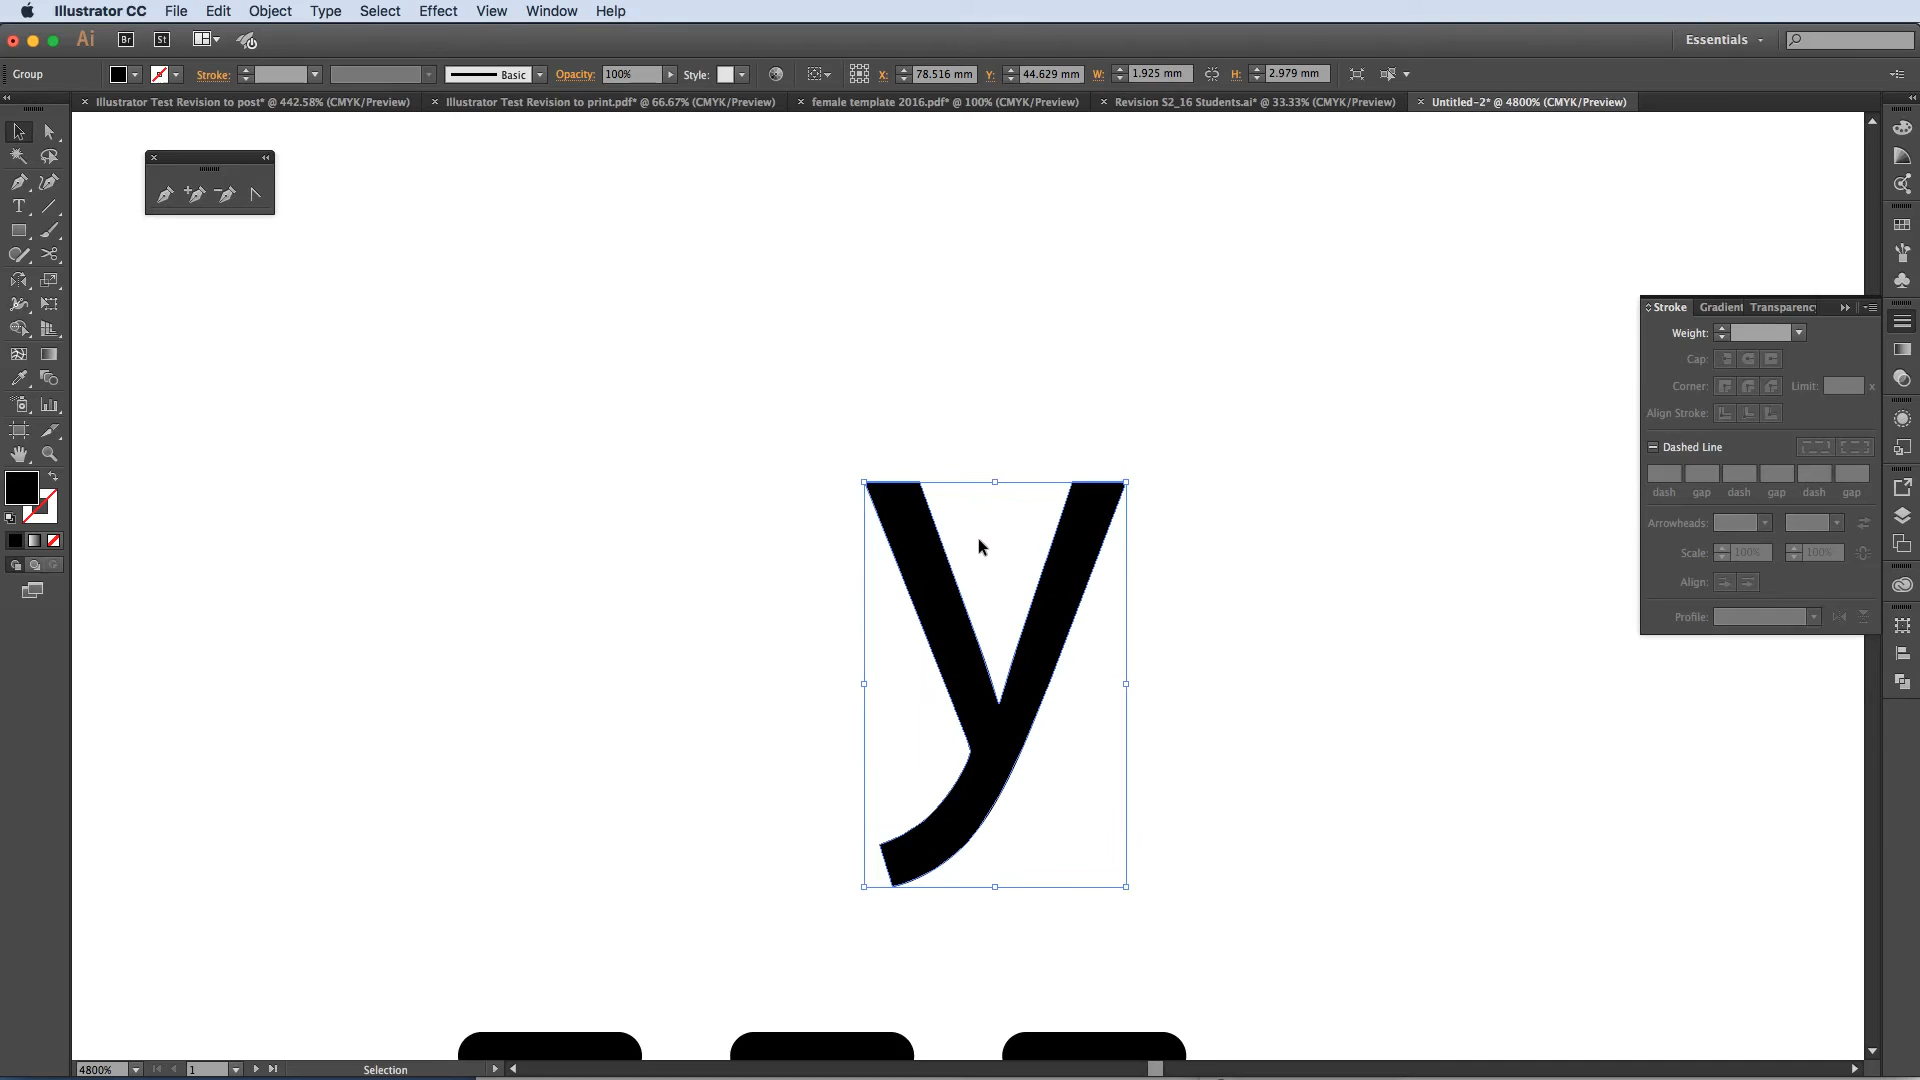 Illustrator CC File Edit Object Type Select Effect View Window Help
Ai Br St Essentials
Group Stroke: Basic Opacity: 100% Style: X: 78.516 mm Y: 44.629 mm W: 1.925 mm H: 2.979 mm
× Illustrator Test Revision to post* @ 442.58% (CMYK/Preview) × Illustrator Test Revision to print.pdf* @ 66.67% (CMYK/Preview) × female template 2016.pdf* @ 100% (CMYK/Preview) × Revision S2_16 Students.ai* @ 33.33% (CMYK/Preview) × Untitled-2* @ 4800% (CMYK/Preview)
Stroke Gradient Transparenc
Weight:
Cap:
Corner: Limit: x
Align Stroke:
Dashed Line
dash gap dash gap dash gap
Arrowheads:
Scale: 100% 100%
Align:
Profile:
y
4800% 1 Selection